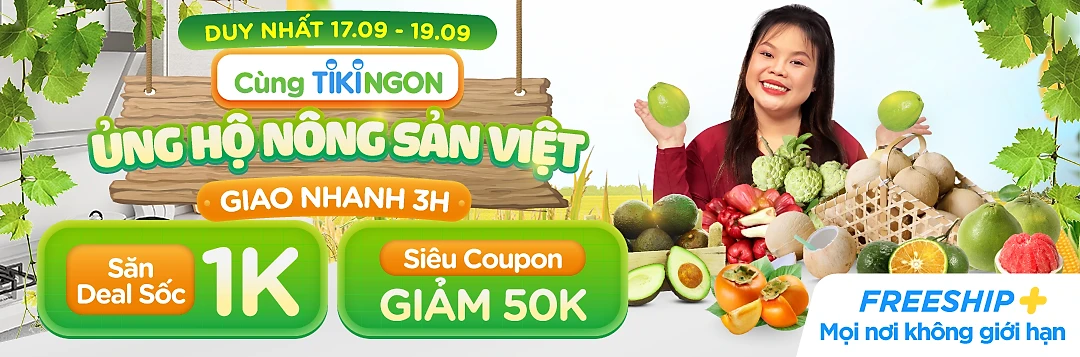 DUY NHẤT 17.09 - 19.09
Cùng TIKINGON
ỦNG HỘ NÔNG SẢN VIỆT
GIAO NHANH 3H
Săn
Deal Sốc
1K
Siêu Coupon
GIẢM 50K
FREESHIP+
Mọi nơi không giới hạn